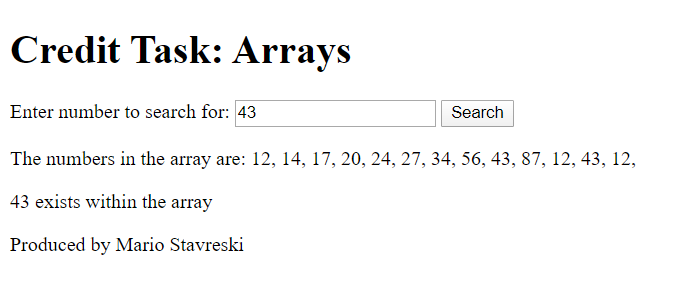 Credit Task: Arrays
Enter number to search for: 43 Search
The numbers in the array are: 12, 14, 17, 20, 24, 27, 34, 56, 43, 87, 12, 43, 12,
43 exists within the array
Produced by Mario Stavreski